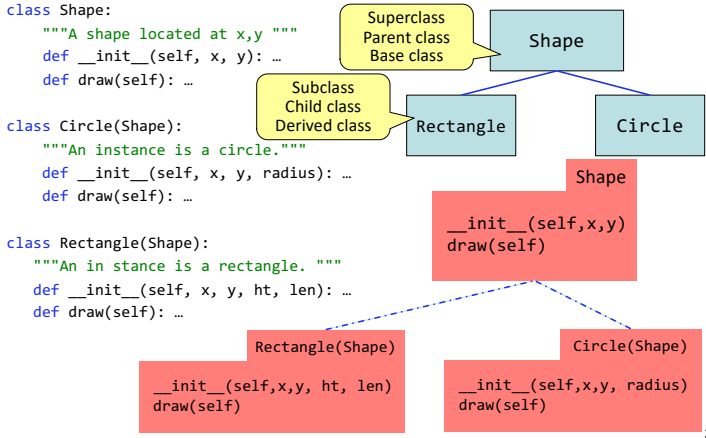 class Shape:
"""A shape located at x,y """
def __init__(self, x, y): …
def draw(self): …
class Circle(Shape):
"""An instance is a circle."""
def __init__(self, x, y, radius): …
def draw(self): …
class Rectangle(Shape):
"""An in stance is a rectangle. """
def __init__(self, x, y, ht, len): …
def draw(self): …
Superclass
Parent class
Base class
Shape
Subclass
Child class
Derived class
Rectangle
Circle
Shape
__init__(self,x,y)
draw(self)
Rectangle(Shape)
__init__(self,x,y, ht, len)
draw(self)
Circle(Shape)
__init__(self,x,y, radius)
draw(self)